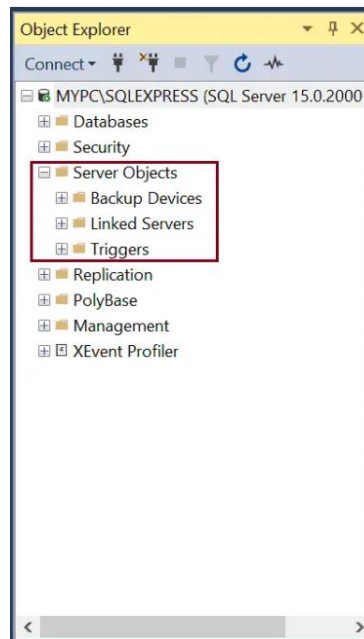 Object Explorer
Connect
MYPC\SQLEXPRESS (SQL Server 15.0.2000
Databases
Security
Server Objects
Backup Devices
Linked Servers
Triggers
Replication
PolyBase
Management
XEvent Profiler